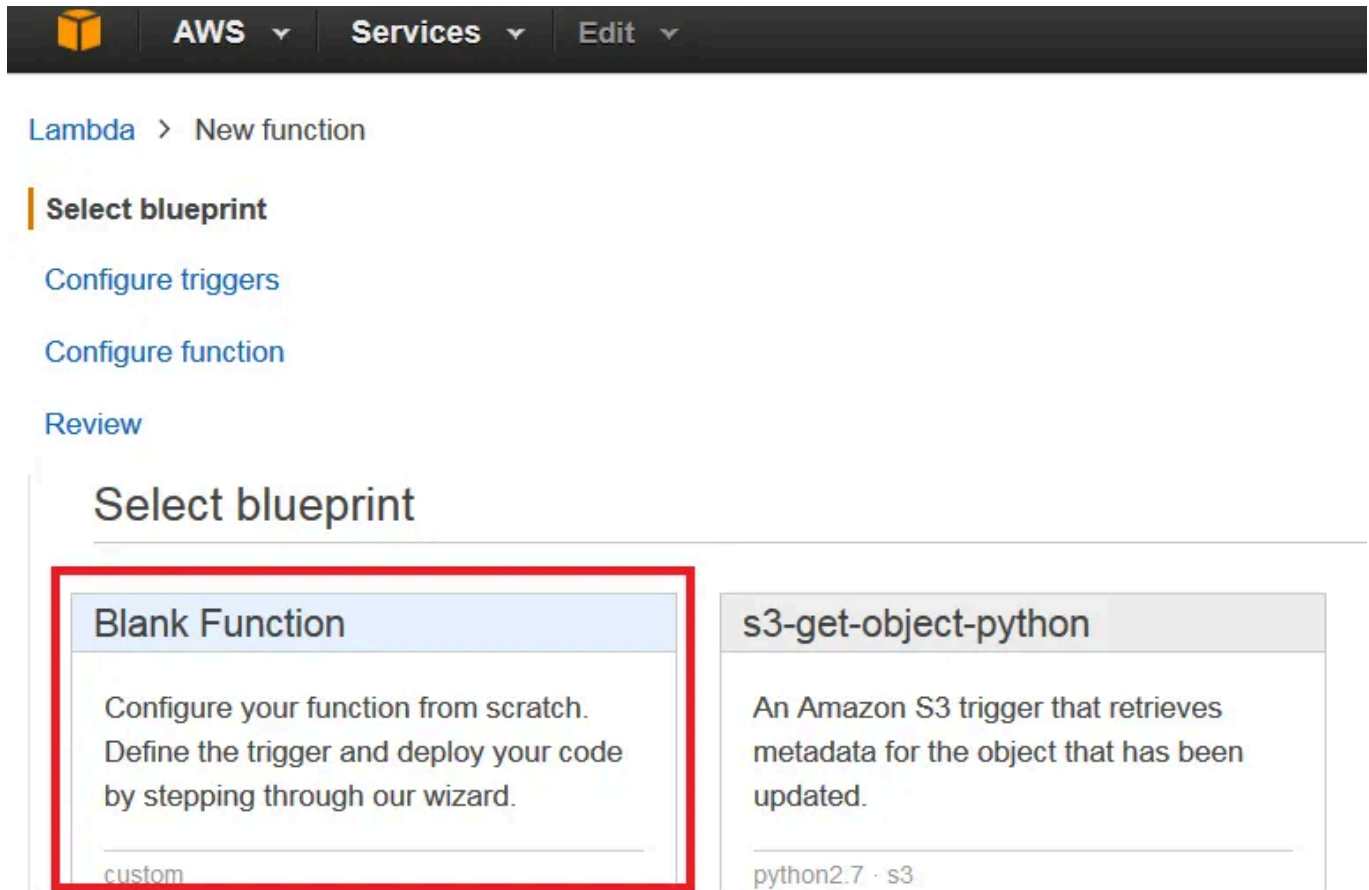 AWS Services Edit
Lambda > New function
Select blueprint
Configure triggers
Configure function
Review
Select blueprint
Blank Function
Configure your function from scratch.
Define the trigger and deploy your code
by stepping through our wizard.
custom
s3-get-object-python
An Amazon S3 trigger that retrieves
metadata for the object that has been
updated.
python2.7 · s3